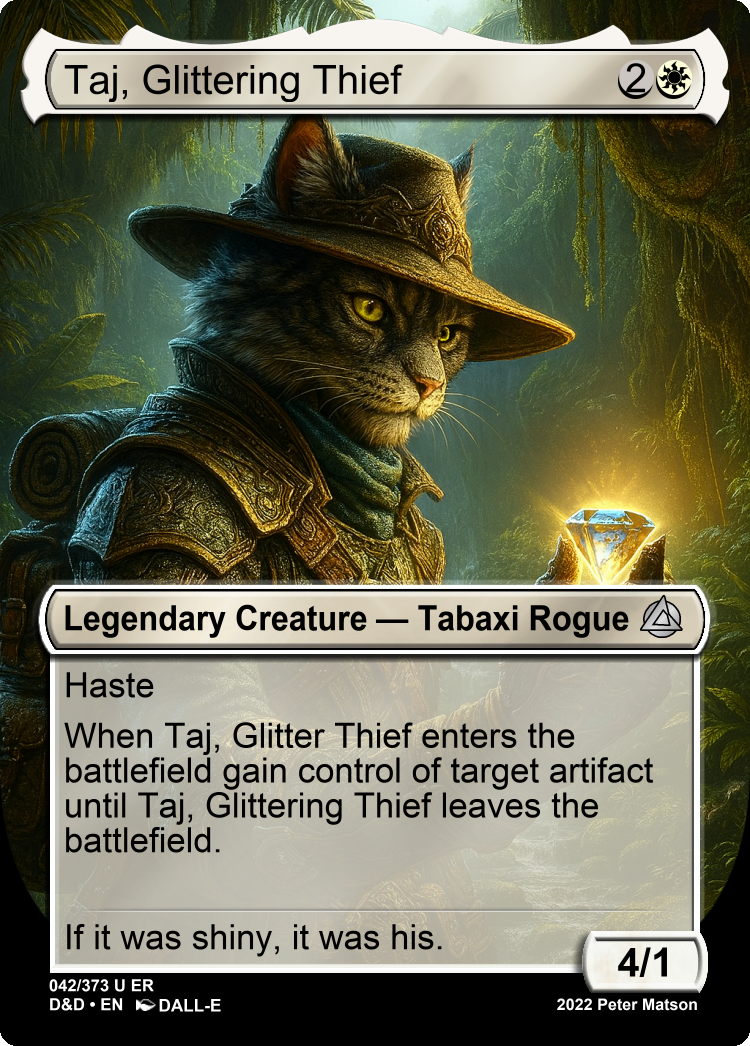 Taj, Glittering Thief 2
Legendary Creature — Tabaxi Rogue
Haste
When Taj, Glitter Thief enters the
battlefield gain control of target artifact
until Taj, Glittering Thief leaves the
battlefield.
If it was shiny, it was his.
4/1
042/373 U ER
D&D • EN DALL-E
2022 Peter Matson